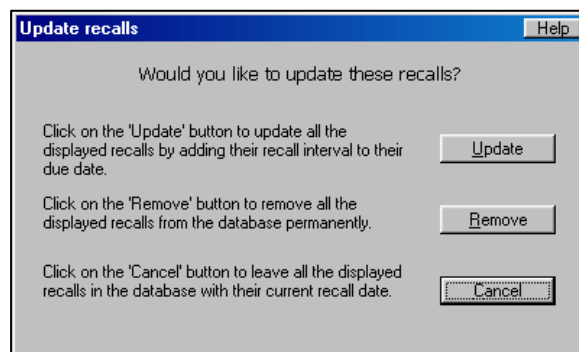 Update recalls Help
Would you like to update these recalls?
Click on the 'Update' button to update all the
displayed recalls by adding their recall interval to their
due date.
Update
Click on the 'Remove' button to remove all the
displayed recalls from the database permanently.
Remove
Click on the 'Cancel' button to leave all the displayed
recalls in the database with their current recall date.
Cancel